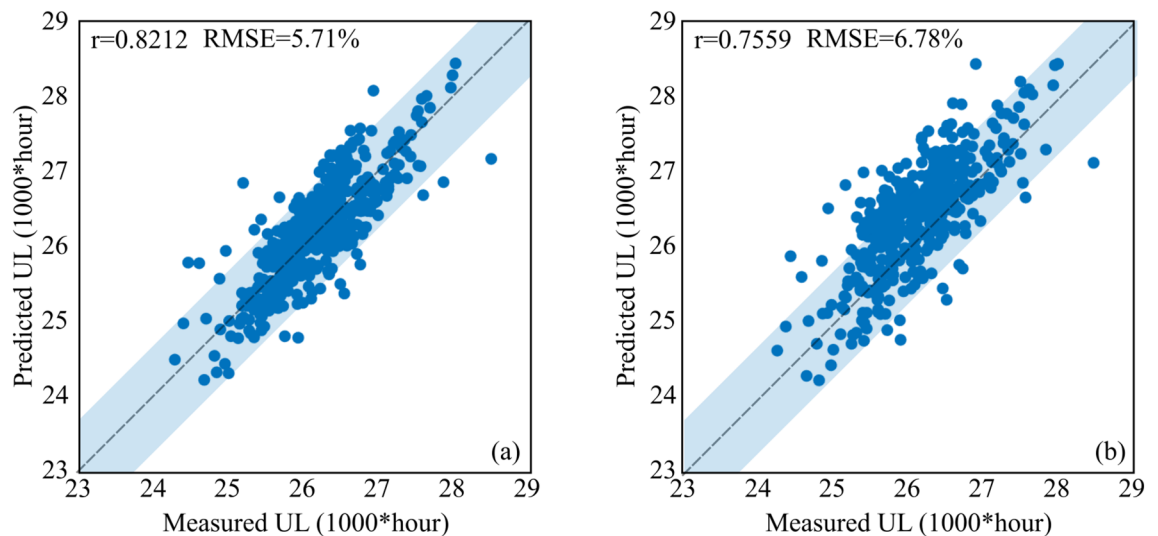 r=0.8212 RMSE=5.71%
29
28
27
26
25
24
23
Predicted UL (1000*hour)
(a)
23 24 25 26 27 28 29
Measured UL (1000*hour)
r=0.7559 RMSE=6.78%
29
28
27
26
25
24
23
Predicted UL (1000*hour)
(b)
23 24 25 26 27 28 29
Measured UL (1000*hour)